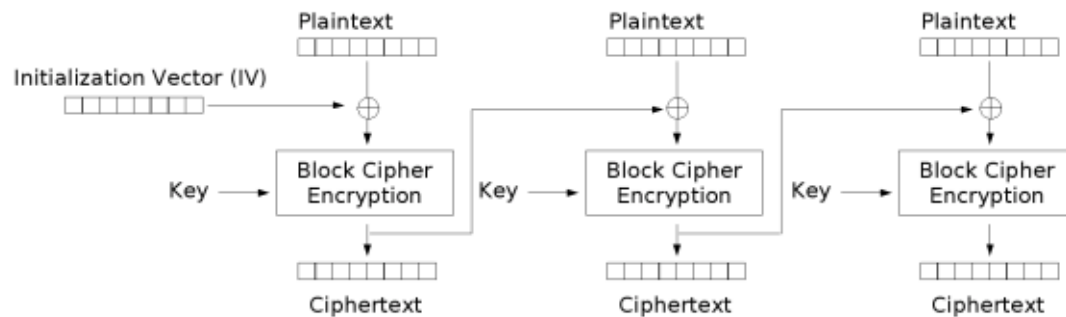 Plaintext
Plaintext
Plaintext
Initialization Vector (IV)
Key
Block Cipher
Encryption
Key
Block Cipher
Encryption
Key
Block Cipher
Encryption
Ciphertext
Ciphertext
Ciphertext